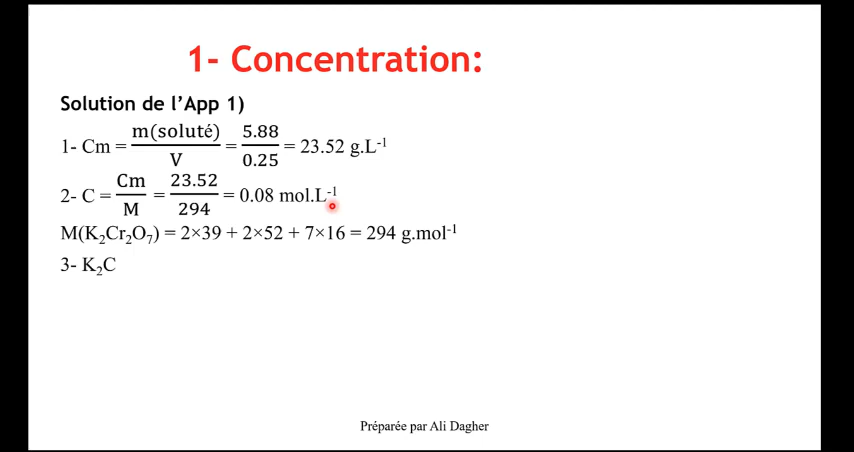 1- Concentration:
Solution de l’App 1)
1- Cm = m(soluté)/V = 5.88/0.25 = 23.52 g.L⁻¹
2- C = Cm/M = 23.52/294 = 0.08 mol.L⁻¹
M(K₂Cr₂O₇) = 2×39 + 2×52 + 7×16 = 294 g.mol⁻¹
3- K₂C
Préparée par Ali Dagher